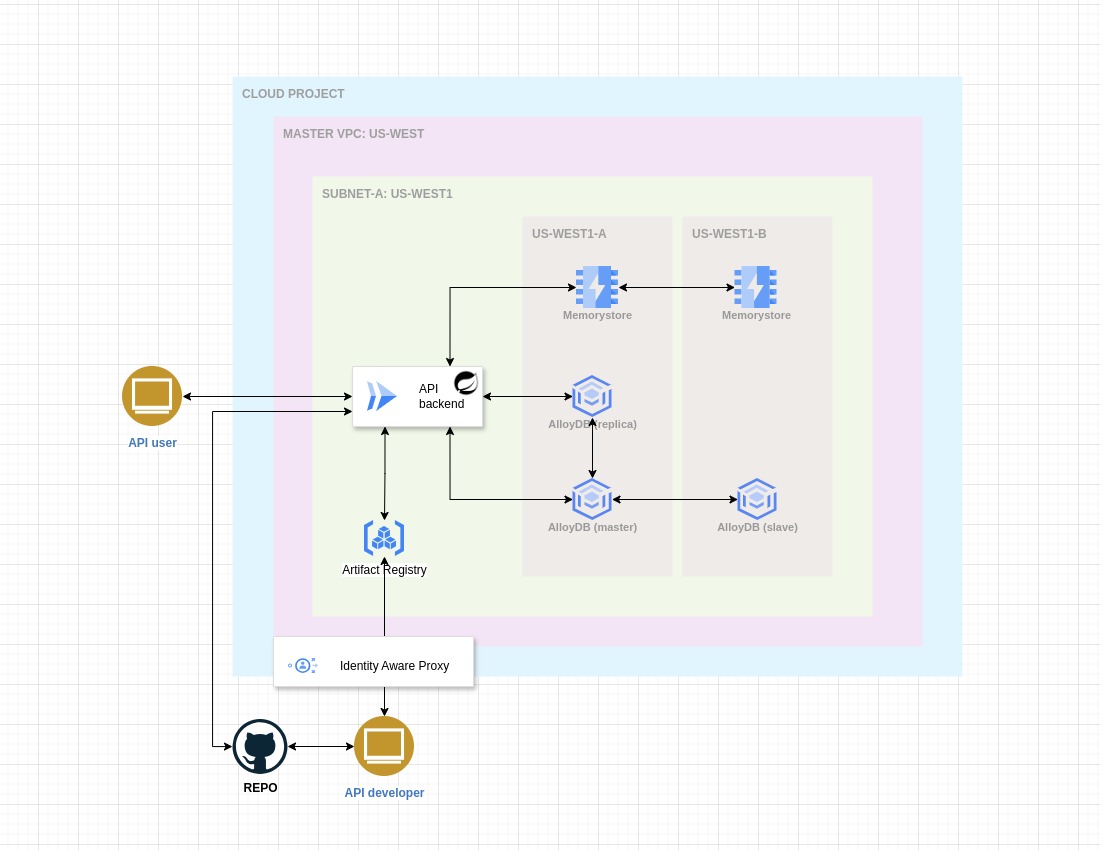 CLOUD PROJECT
MASTER VPC: US-WEST
SUBNET-A: US-WEST1
US-WEST1-A
US-WEST1-B
Memorystore
Memorystore
API
backend
AlloyDB (replica)
API user
AlloyDB (master)
AlloyDB (slave)
Artifact Registry
Identity Aware Proxy
REPO
API developer